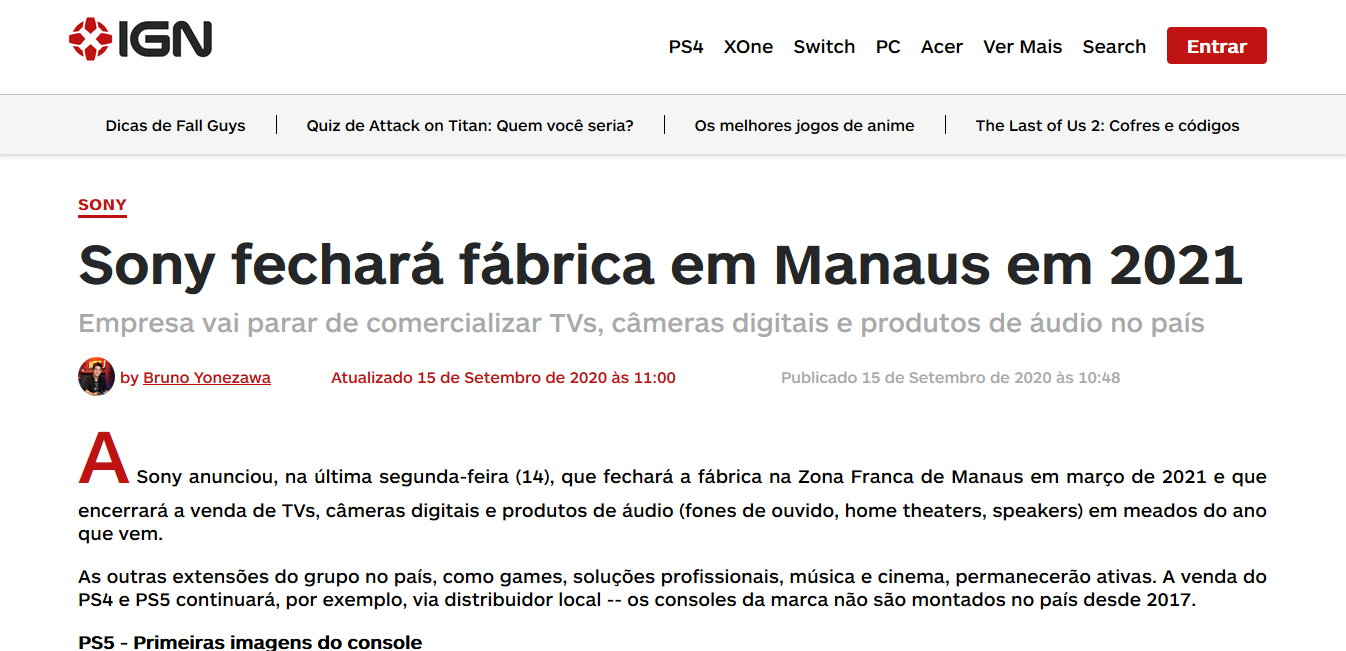 IGN
PS4 XOne Switch PC Acer Ver Mais Search Entrar
Dicas de Fall Guys | Quiz de Attack on Titan: Quem você seria? | Os melhores jogos de anime | The Last of Us 2: Cofres e códigos
SONY
Sony fechará fábrica em Manaus em 2021
Empresa vai parar de comercializar TVs, câmeras digitais e produtos de áudio no país
by Bruno Yonezawa Atualizado 15 de Setembro de 2020 às 11:00 Publicado 15 de Setembro de 2020 às 10:48
A Sony anunciou, na última segunda-feira (14), que fechará a fábrica na Zona Franca de Manaus em março de 2021 e que
encerrará a venda de TVs, câmeras digitais e produtos de áudio (fones de ouvido, home theaters, speakers) em meados do ano
que vem.
As outras extensões do grupo no país, como games, soluções profissionais, música e cinema, permanecerão ativas. A venda do
PS4 e PS5 continuará, por exemplo, via distribuidor local -- os consoles da marca não são montados no país desde 2017.
PS5 - Primeiras imagens do console